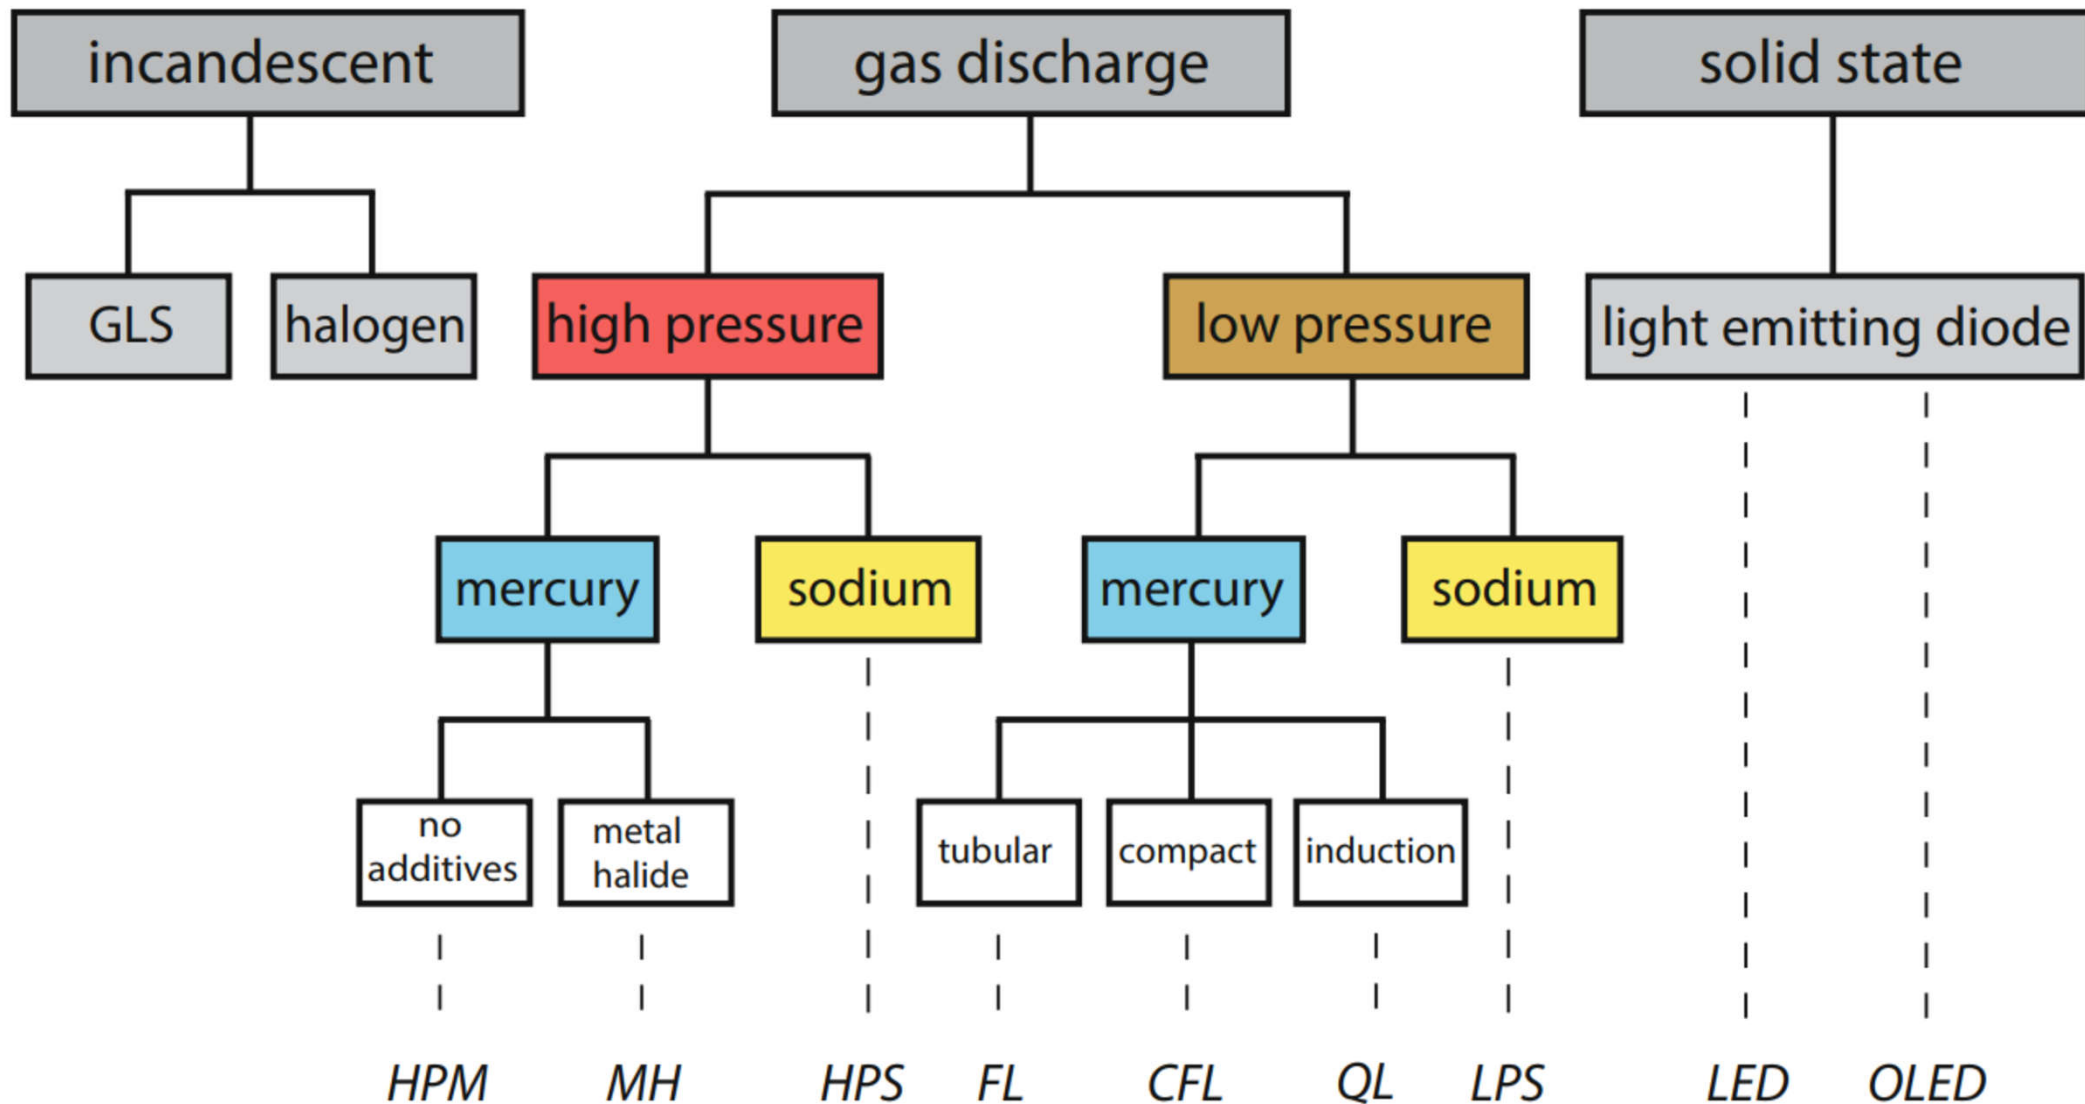 incandescent
gas discharge
solid state
GLS
halogen
high pressure
low pressure
light emitting diode
mercury
sodium
mercury
sodium
no
additives
metal
halide
tubular
compact
induction
HPM
MH
HPS
FL
CFL
QL
LPS
LED
OLED